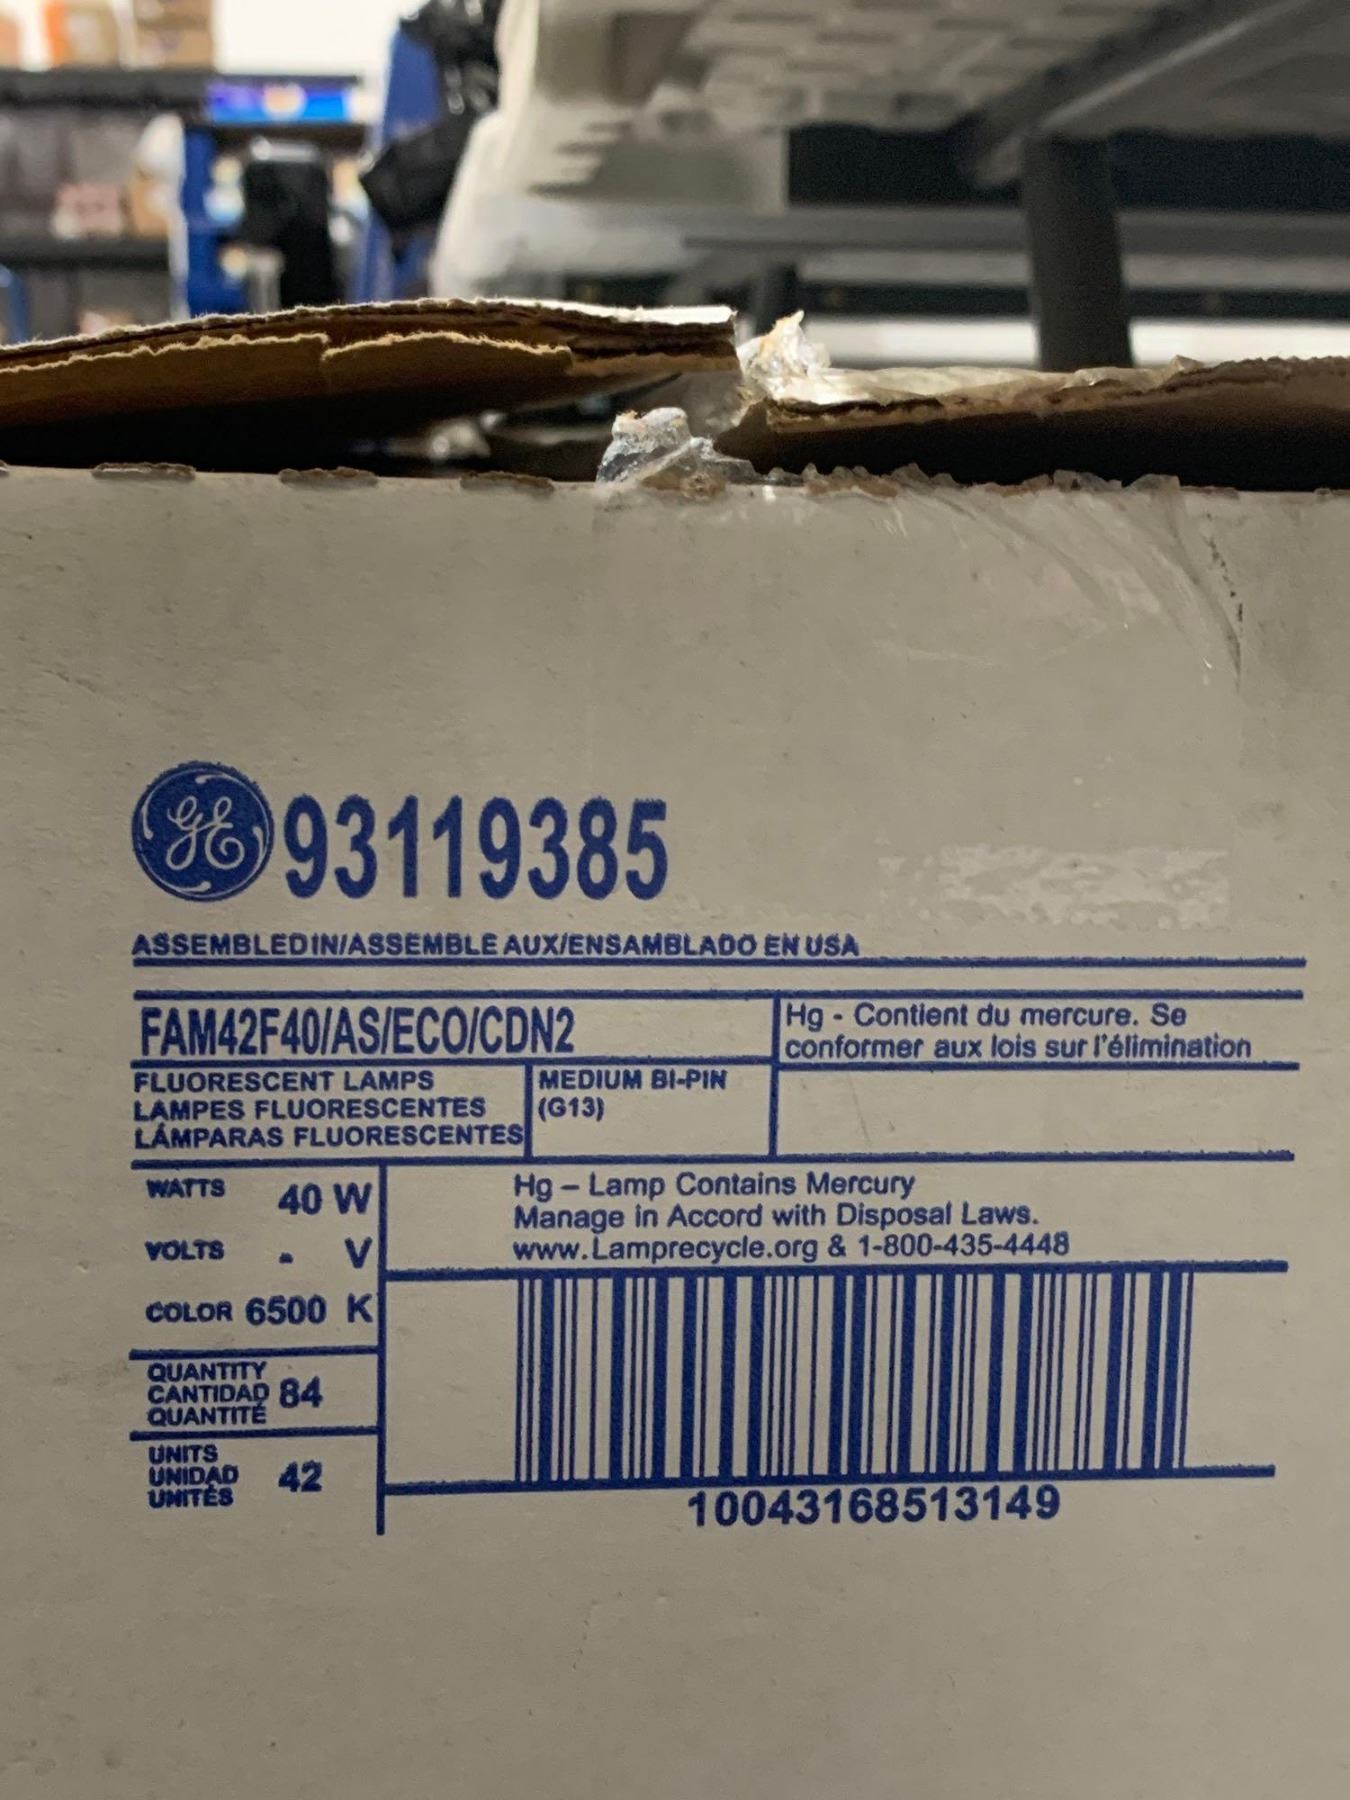 GE 93119385
ASSEMBLED IN/ASSEMBLE AUX/ENSAMBLADO EN USA
FAM42F40/AS/ECO/CDN2
Hg - Contient du mercure. Se
conformer aux lois sur l'élimination
FLUORESCENT LAMPS
LAMPES FLUORESCENTES
LÁMPARAS FLUORESCENTES
MEDIUM BI-PIN
(G13)
WATTS 40 W
VOLTS - V
COLOR 6500 K
Hg – Lamp Contains Mercury
Manage in Accord with Disposal Laws.
www.Lamprecycle.org & 1-800-435-4448
QUANTITY
CANTIDAD 84
QUANTITÉ
UNITS
UNIDAD 42
UNITÉS
10043168513149